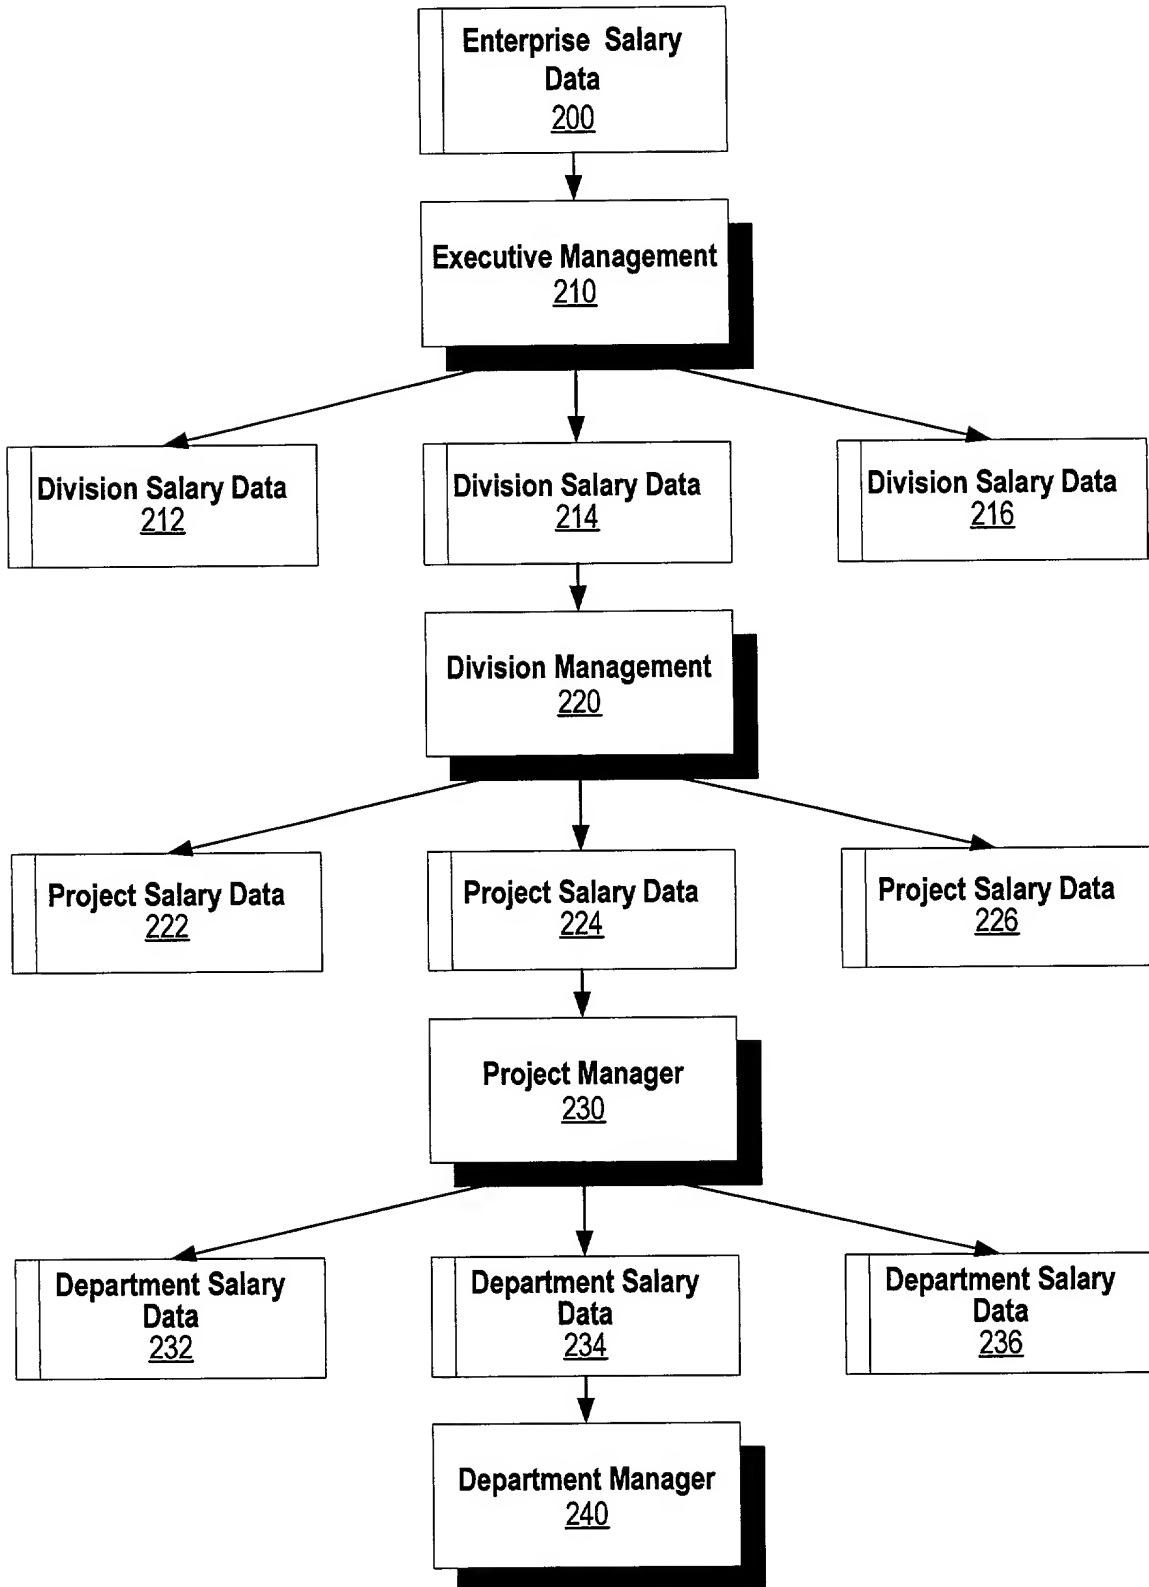 Enterprise Salary
Data
200
Executive Management
210
Division Salary Data
212
Division Salary Data
214
Division Salary Data
216
Division Management
220
Project Salary Data
222
Project Salary Data
224
Project Salary Data
226
Project Manager
230
Department Salary
Data
232
Department Salary
Data
234
Department Salary
Data
236
Department Manager
240